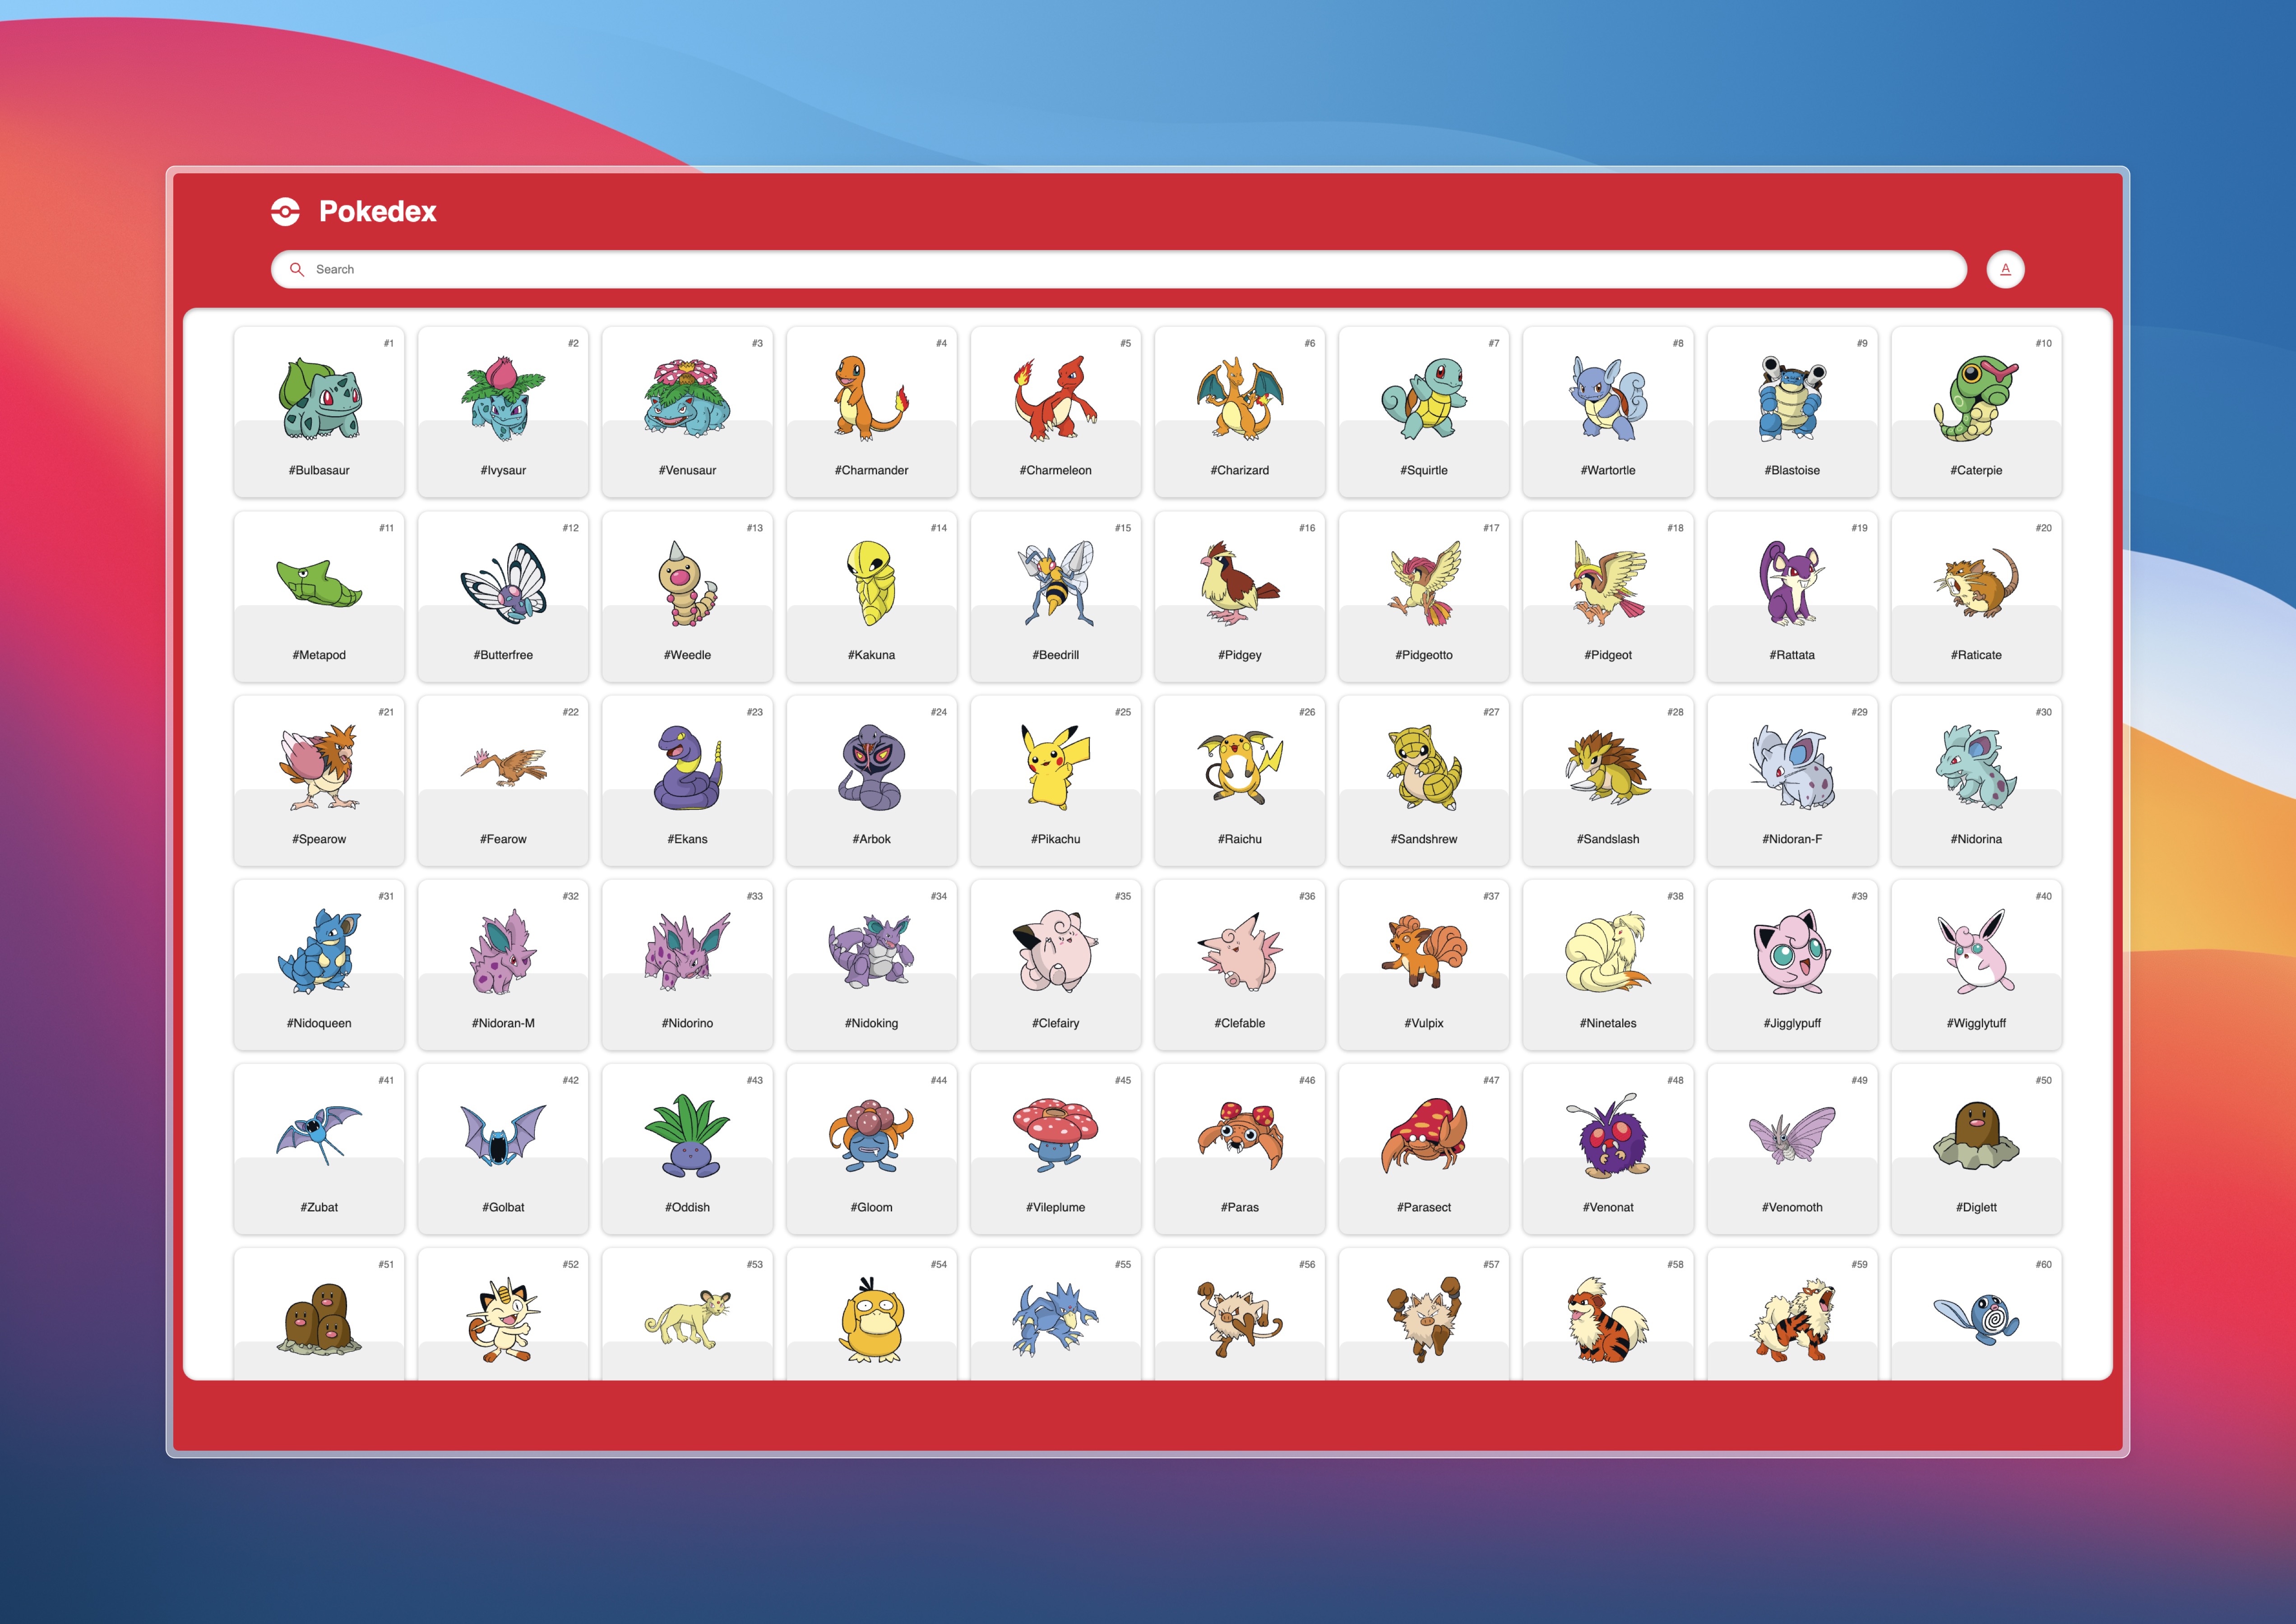 Pokedex
Search
A
#1 #2 #3 #4 #5 #6 #7 #8 #9 #10
#Bulbasaur #Ivysaur #Venusaur #Charmander #Charmeleon #Charizard #Squirtle #Wartortle #Blastoise #Caterpie
#11 #12 #13 #14 #15 #16 #17 #18 #19 #20
#Metapod #Butterfree #Weedle #Kakuna #Beedrill #Pidgey #Pidgeotto #Pidgeot #Rattata #Raticate
#21 #22 #23 #24 #25 #26 #27 #28 #29 #30
#Spearow #Fearow #Ekans #Arbok #Pikachu #Raichu #Sandshrew #Sandslash #Nidoran-F #Nidorina
#31 #32 #33 #34 #35 #36 #37 #38 #39 #40
#Nidoqueen #Nidoran-M #Nidorino #Nidoking #Clefairy #Clefable #Vulpix #Ninetales #Jigglypuff #Wigglytuff
#41 #42 #43 #44 #45 #46 #47 #48 #49 #50
#Zubat #Golbat #Oddish #Gloom #Vileplume #Paras #Parasect #Venonat #Venomoth #Diglett
#51 #52 #53 #54 #55 #56 #57 #58 #59 #60